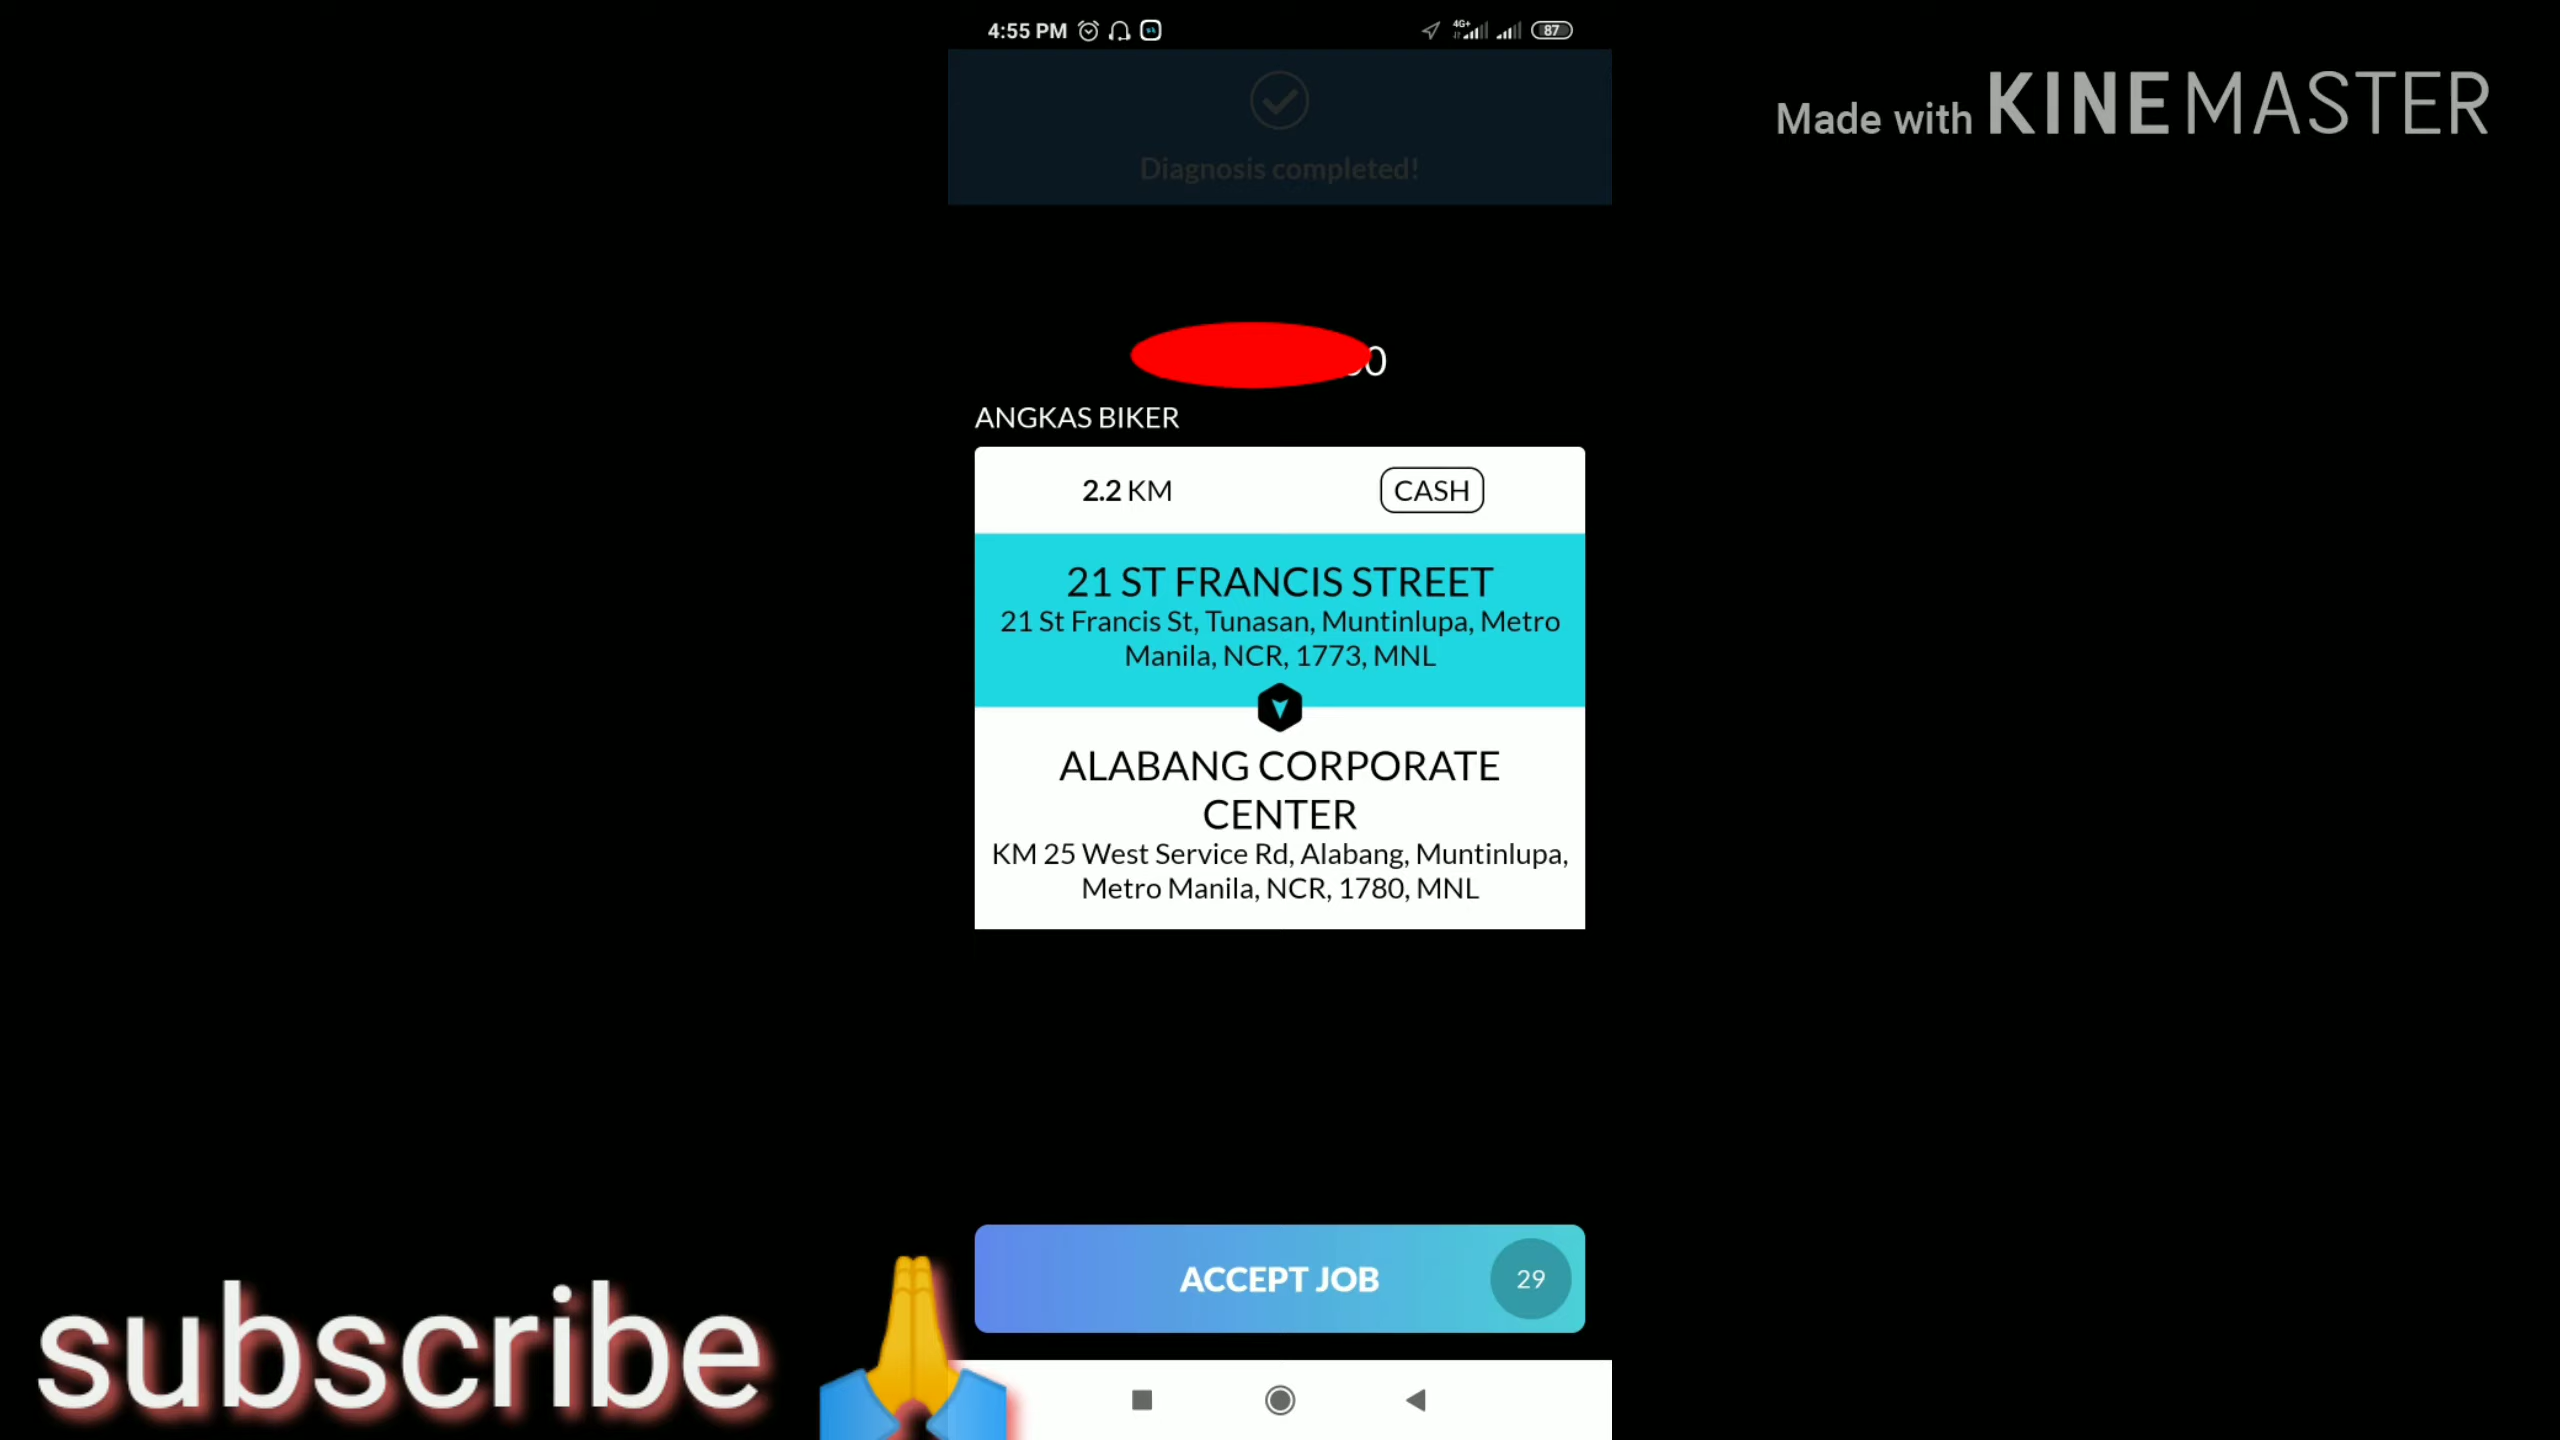 4:55 PM
4G+
87
Made with KINEMASTER
Diagnosis completed!
0
ANGKAS BIKER
2.2 KM
CASH
21 ST FRANCIS STREET
21 St Francis St, Tunasan, Muntinlupa, Metro
Manila, NCR, 1773, MNL
ALABANG CORPORATE
CENTER
KM 25 West Service Rd, Alabang, Muntinlupa,
Metro Manila, NCR, 1780, MNL
ACCEPT JOB
29
subscribe